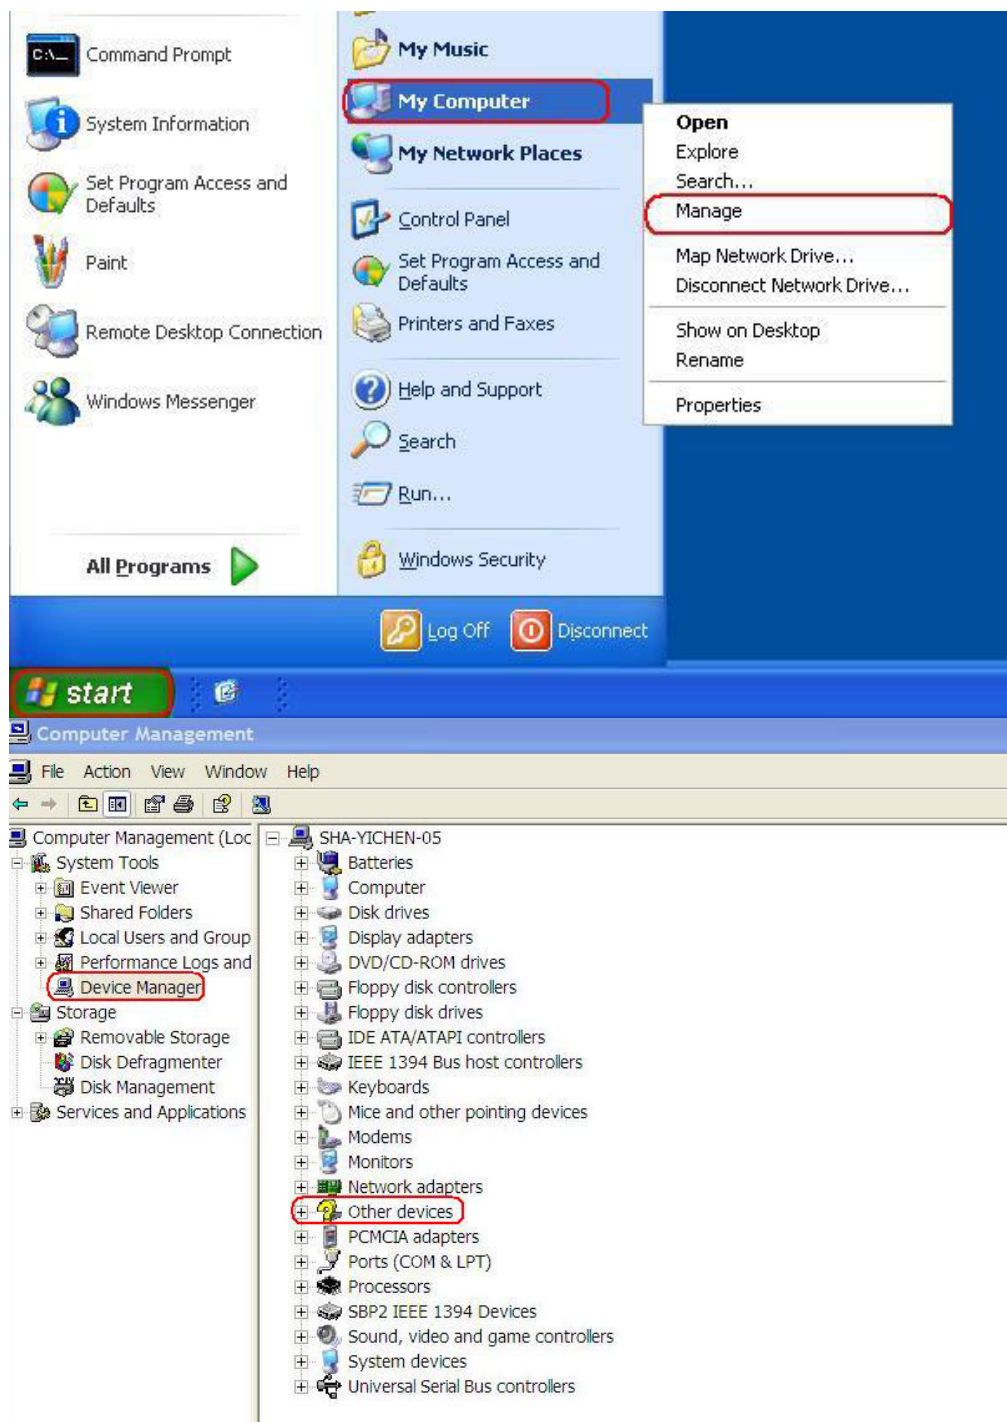 C:\_
Command Prompt
System Information
Set Program Access and
Defaults
Paint
Remote Desktop Connection
Windows Messenger
All Programs
My Music
My Computer
My Network Places
Control Panel
Set Program Access and
Defaults
Printers and Faxes
Help and Support
Search
Run...
Windows Security
Open
Explore
Search...
Manage
Map Network Drive...
Disconnect Network Drive...
Show on Desktop
Rename
Properties
Log Off
Disconnect
start
Computer Management
File Action View Window Help
Computer Management (Loc
System Tools
Event Viewer
Shared Folders
Local Users and Group
Performance Logs and
Device Manager
Storage
Removable Storage
Disk Defragmenter
Disk Management
Services and Applications
SHA-YICHEN-05
Batteries
Computer
Disk drives
Display adapters
DVD/CD-ROM drives
Floppy disk controllers
Floppy disk drives
IDE ATA/ATAPI controllers
IEEE 1394 Bus host controllers
Keyboards
Mice and other pointing devices
Modems
Monitors
Network adapters
Other devices
PCMCIA adapters
Ports (COM & LPT)
Processors
SBP2 IEEE 1394 Devices
Sound, video and game controllers
System devices
Universal Serial Bus controllers